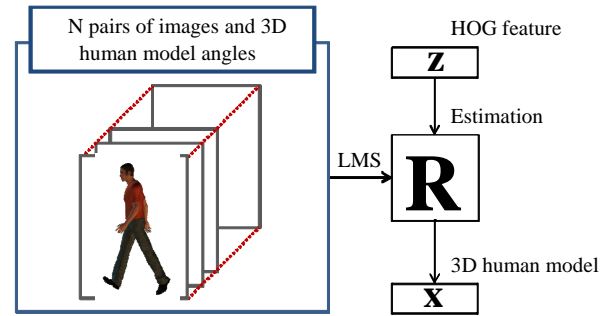 N pairs of images and 3D
human model angles
HOG feature
z
Estimation
LMS
R
3D human model
x